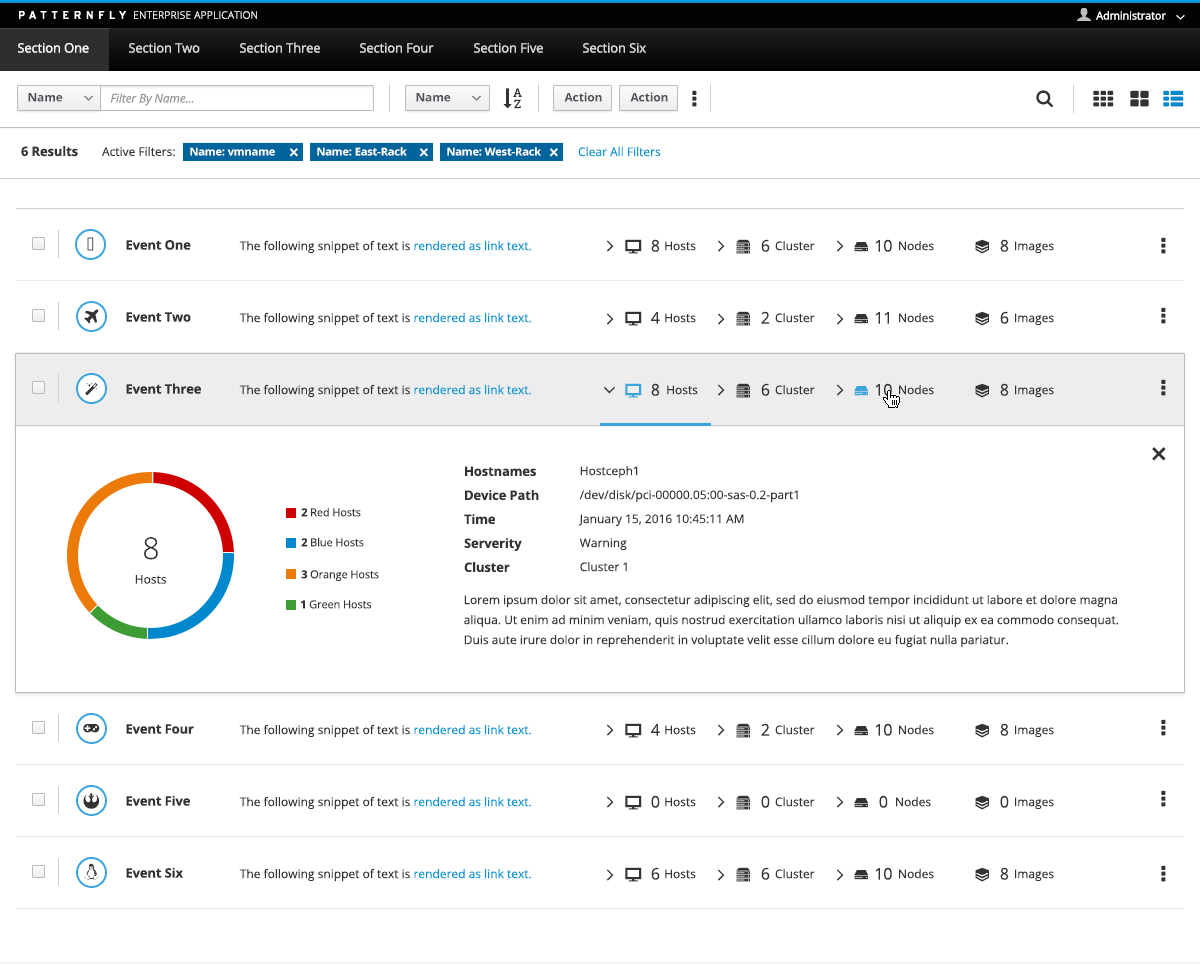 PATTERNFLY ENTERPRISE APPLICATION Administrator
Section One Section Two Section Three Section Four Section Five Section Six
Name Filter By Name... Name A Z Action Action
6 Results Active Filters: Name: vmname × Name: East-Rack × Name: West-Rack × Clear All Filters
Event One The following snippet of text is rendered as link text. 8 Hosts 6 Cluster 10 Nodes 8 Images
Event Two The following snippet of text is rendered as link text. 4 Hosts 2 Cluster 11 Nodes 6 Images
Event Three The following snippet of text is rendered as link text. 8 Hosts 6 Cluster 10 Nodes 8 Images
8
Hosts
2 Red Hosts
2 Blue Hosts
3 Orange Hosts
1 Green Hosts
Hostnames Hostceph1
Device Path /dev/disk/pci-00000.05:00-sas-0.2-part1
Time January 15, 2016 10:45:11 AM
Serverity Warning
Cluster Cluster 1
Lorem ipsum dolor sit amet, consectetur adipiscing elit, sed do eiusmod tempor incididunt ut labore et dolore magna
aliqua. Ut enim ad minim veniam, quis nostrud exercitation ullamco laboris nisi ut aliquip ex ea commodo consequat.
Duis aute irure dolor in reprehenderit in voluptate velit esse cillum dolore eu fugiat nulla pariatur.
Event Four The following snippet of text is rendered as link text. 4 Hosts 2 Cluster 10 Nodes 8 Images
Event Five The following snippet of text is rendered as link text. 0 Hosts 0 Cluster 0 Nodes 0 Images
Event Six The following snippet of text is rendered as link text. 6 Hosts 6 Cluster 10 Nodes 8 Images